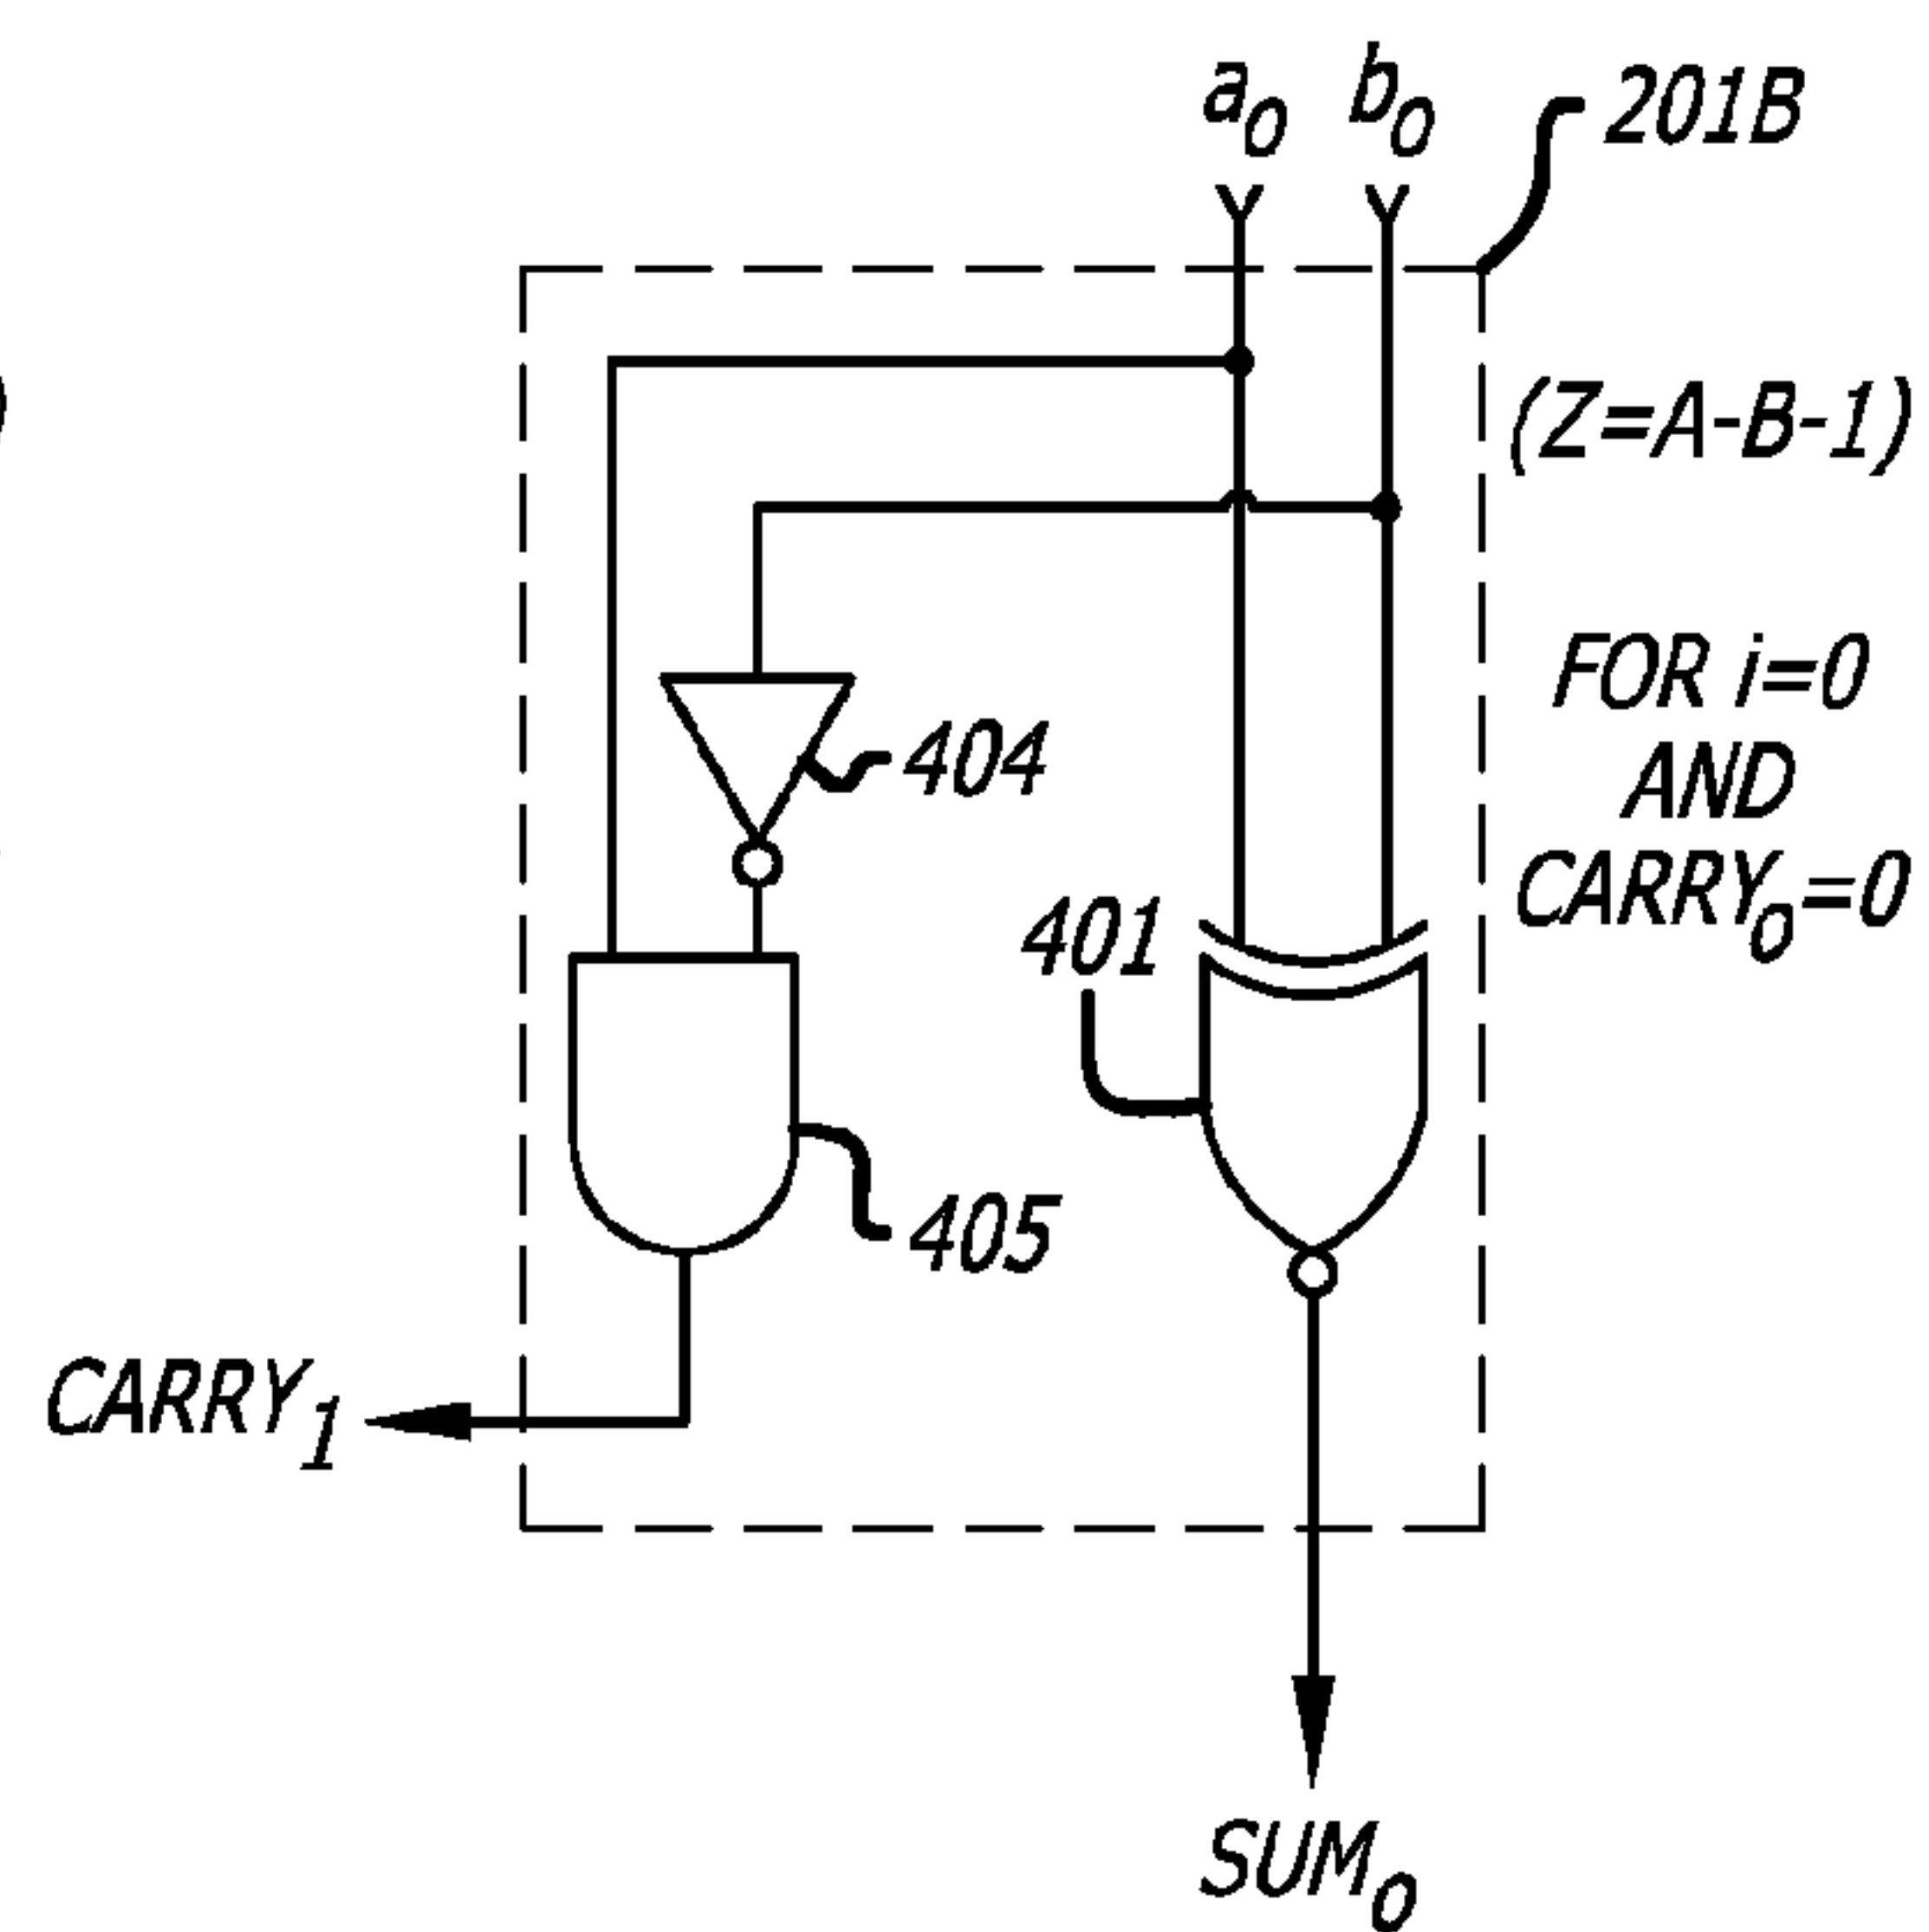 a0 b0 201B
(Z=A-B-1)
FOR i=0
AND
CARRY0=0
404
401
405
CARRY1
SUM0